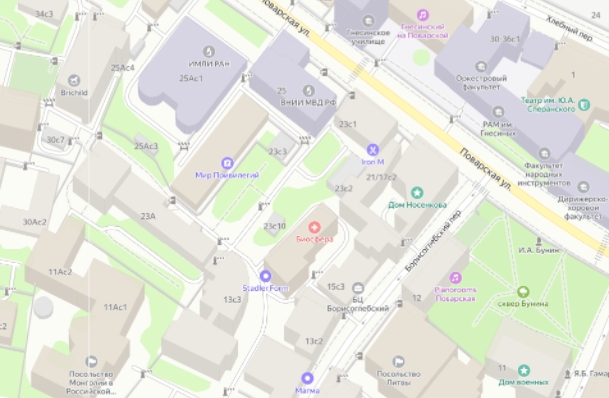 34с3
Поварская ул.
Гнесинское
училище
Гнесинский
на Поварской
Хлебный пер.
24
30-36с1
25Ас4
ИМЛИ РАН
25Ас1
Brichild
25
ВНИИ МВД РФ
Оркестровый
факультет
1
Театр им. Ю.А.
Сперанского
РАМ им.
Гнесиных
30с7
25Ас3
23с1
23с3
Iron M
Мир Привилегий
21/17с2
23с2
Поварская ул.
Факультет
народных
инструментов
Дом Носенкова
Дирижерско-
хоровой
факультет
30Ас2
23А
23с10
Биосфера
Борисоглебский пер.
И.А. Бунин
11Ас2
Stadler.Form
15с3
БЦ
Борисоглебский
Pianorooms
Поварская
сквер Бунина
12
11Ас1
13с3
13с2
Посольство
Монголии в
Российской...
Посольство
Литвы
11
Дом военных
Я.Б. Гамар
Магма